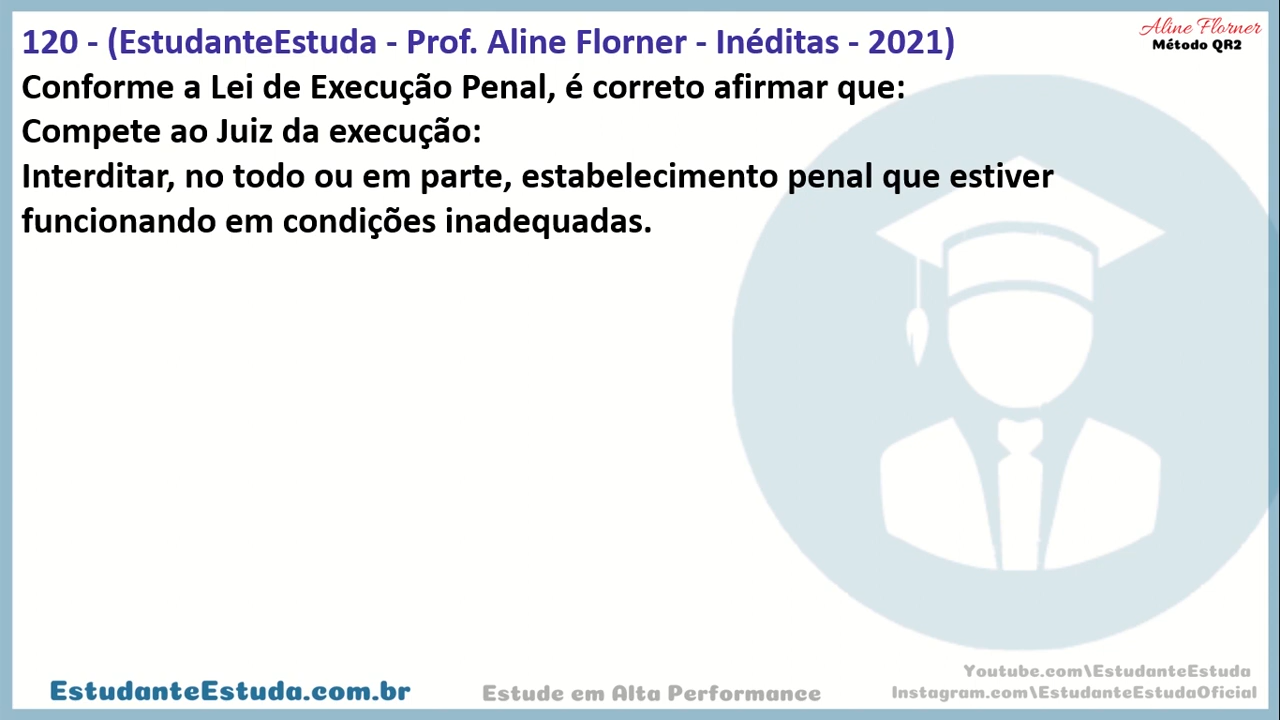 120 - (EstudanteEstuda - Prof. Aline Florner - Inéditas - 2021)
Aline Florner
Método QR2
Conforme a Lei de Execução Penal, é correto afirmar que:
Compete ao Juiz da execução:
Interditar, no todo ou em parte, estabelecimento penal que estiver
funcionando em condições inadequadas.
EstudanteEstuda.com.br
Estude em Alta Performance
Youtube.com\EstudanteEstuda
Instagram.com\EstudanteEstudaOficial